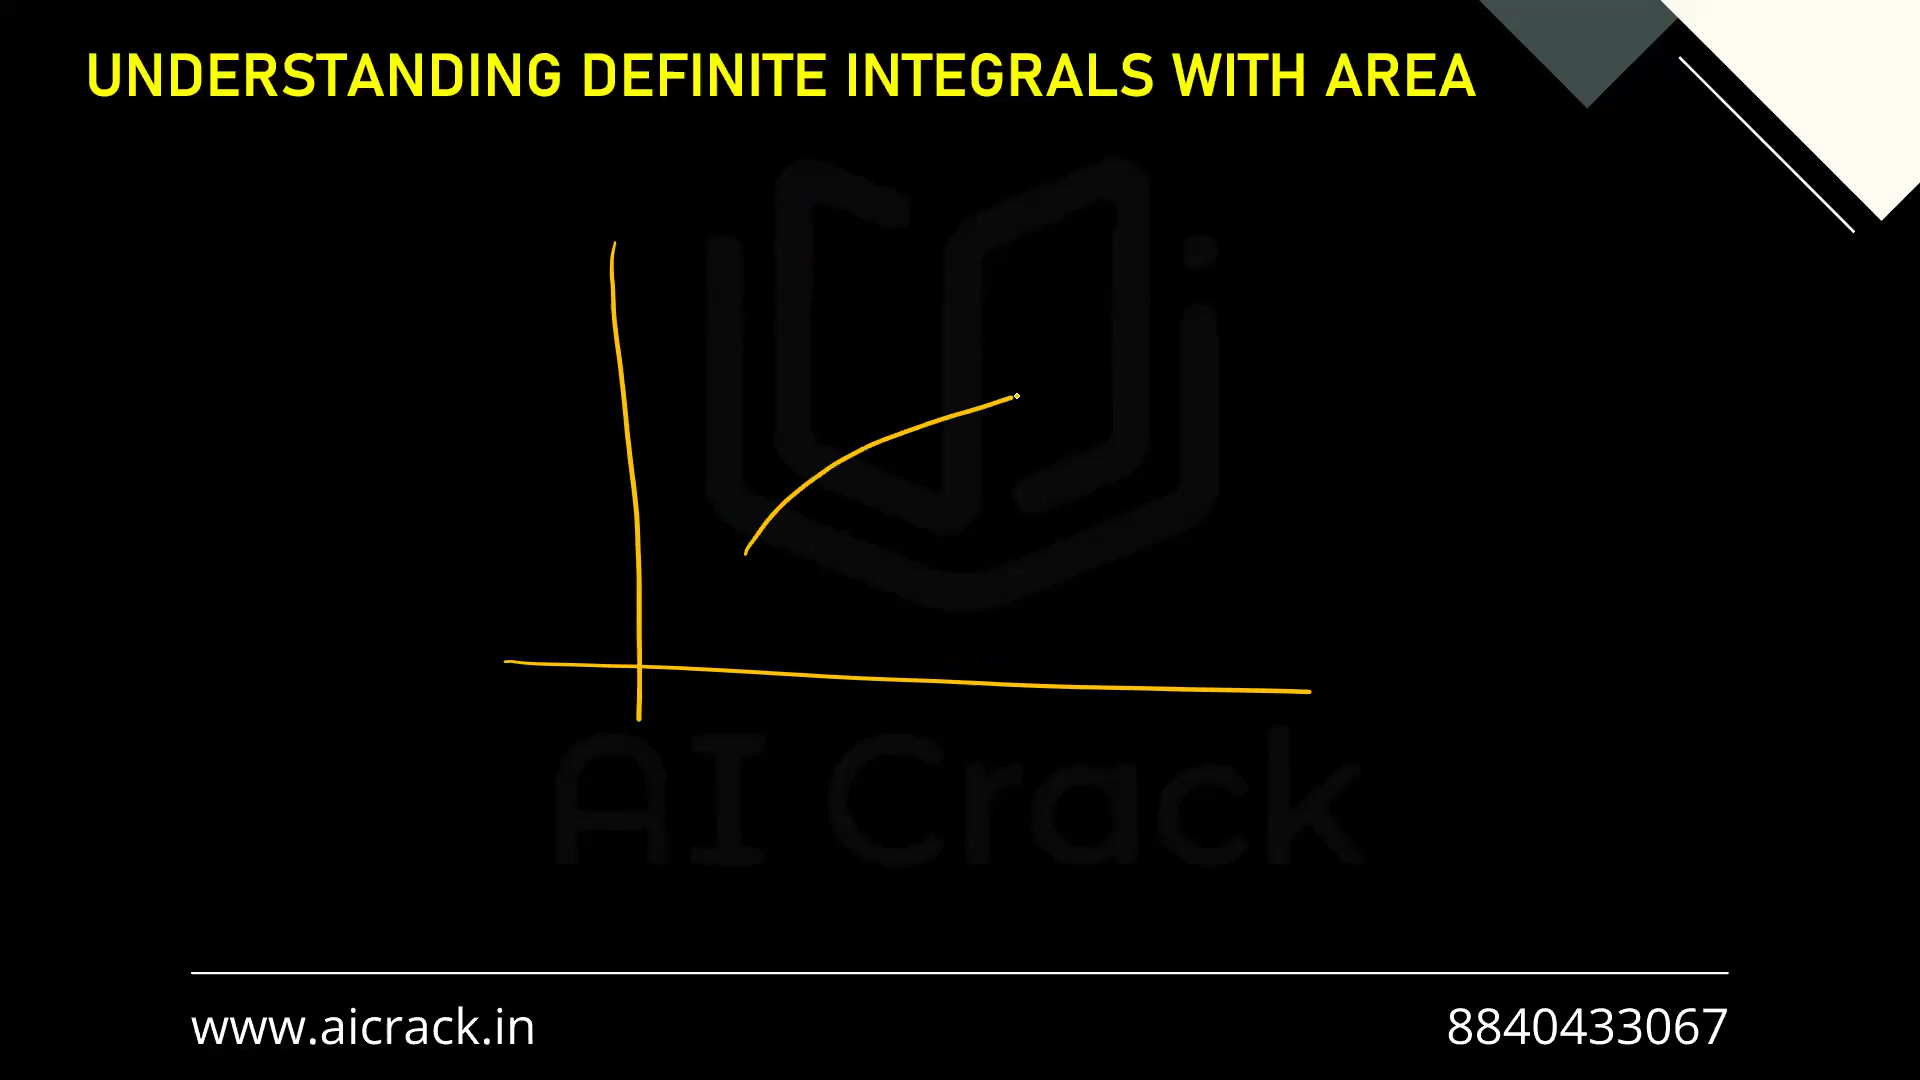 UNDERSTANDING DEFINITE INTEGRALS WITH AREA
AI Crack
www.aicrack.in
8840433067